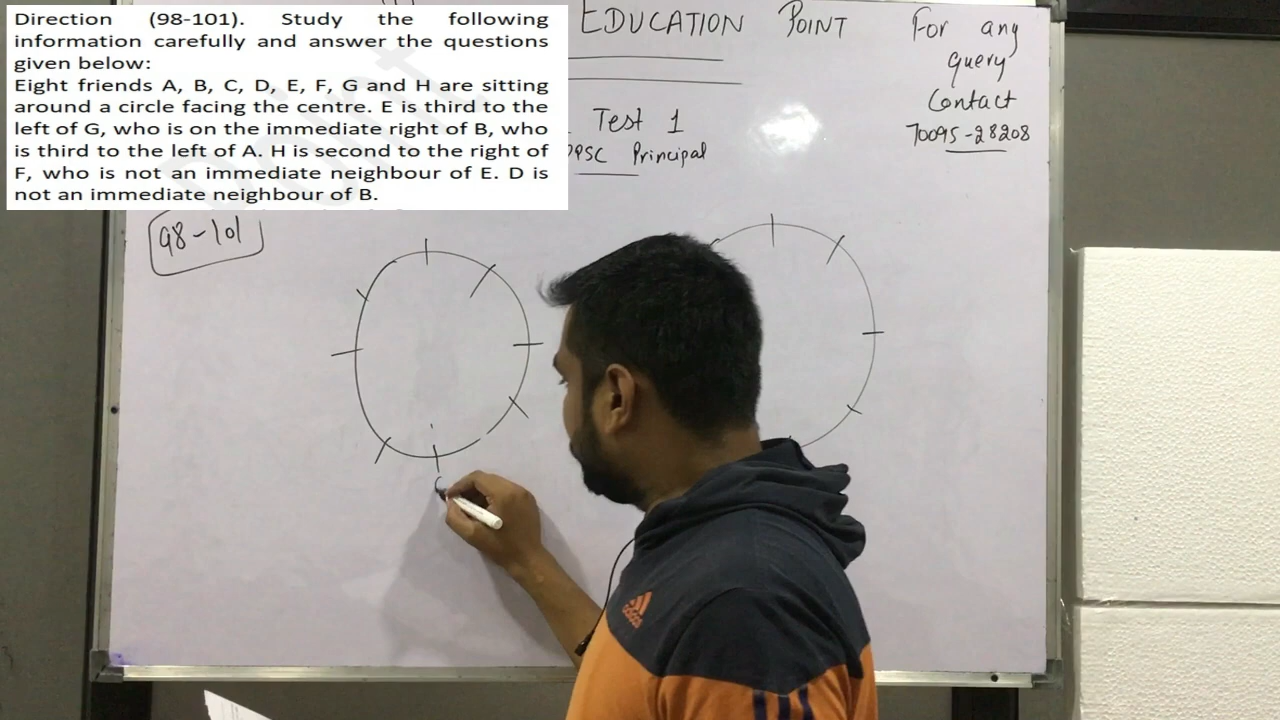 Direction (98-101). Study the following
information carefully and answer the questions
given below:
Eight friends A, B, C, D, E, F, G and H are sitting
around a circle facing the centre. E is third to the
left of G, who is on the immediate right of B, who
is third to the left of A. H is second to the right of
F, who is not an immediate neighbour of E. D is
not an immediate neighbour of B.
EDUCATION POINT
Test 1
Principal
For any
query
Contact
70095-28208
98-101
adidas